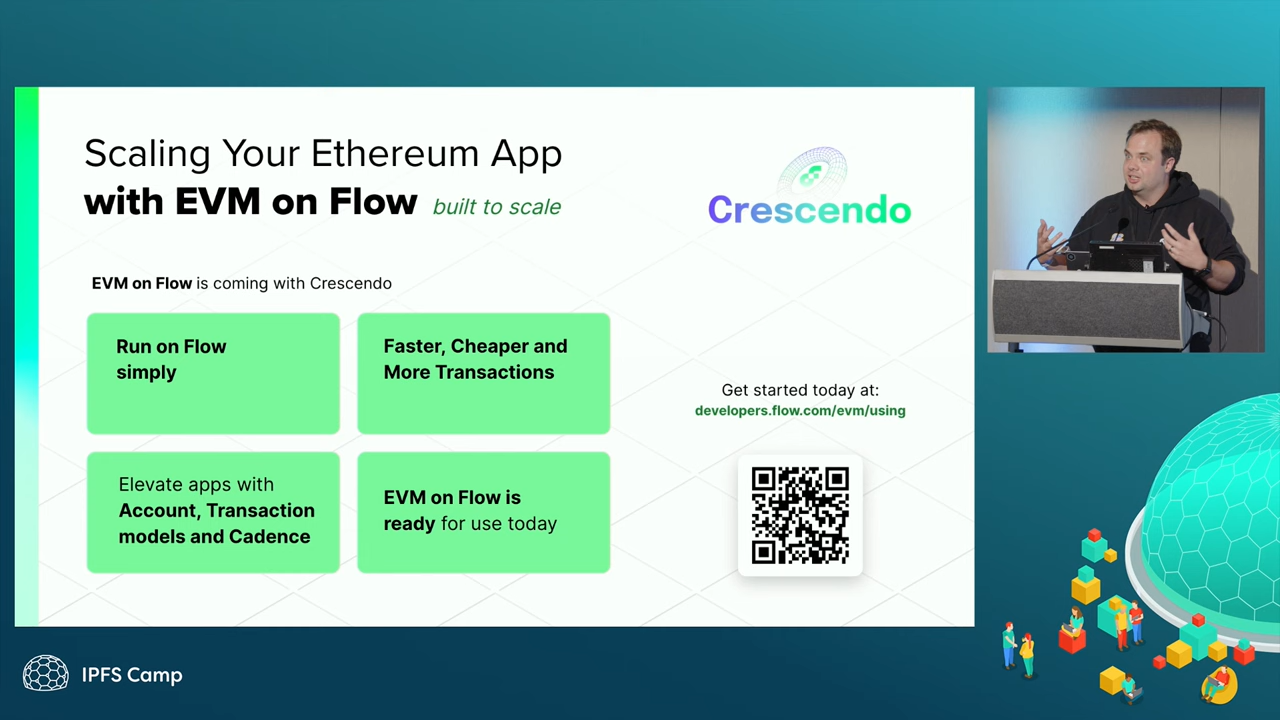 Scaling Your Ethereum App
with EVM on Flow built to scale
Crescendo
EVM on Flow is coming with Crescendo
Run on Flow
simply
Faster, Cheaper and
More Transactions
Elevate apps with
Account, Transaction
models and Cadence
EVM on Flow is
ready for use today
Get started today at:
developers.flow.com/evm/using
IPFS Camp